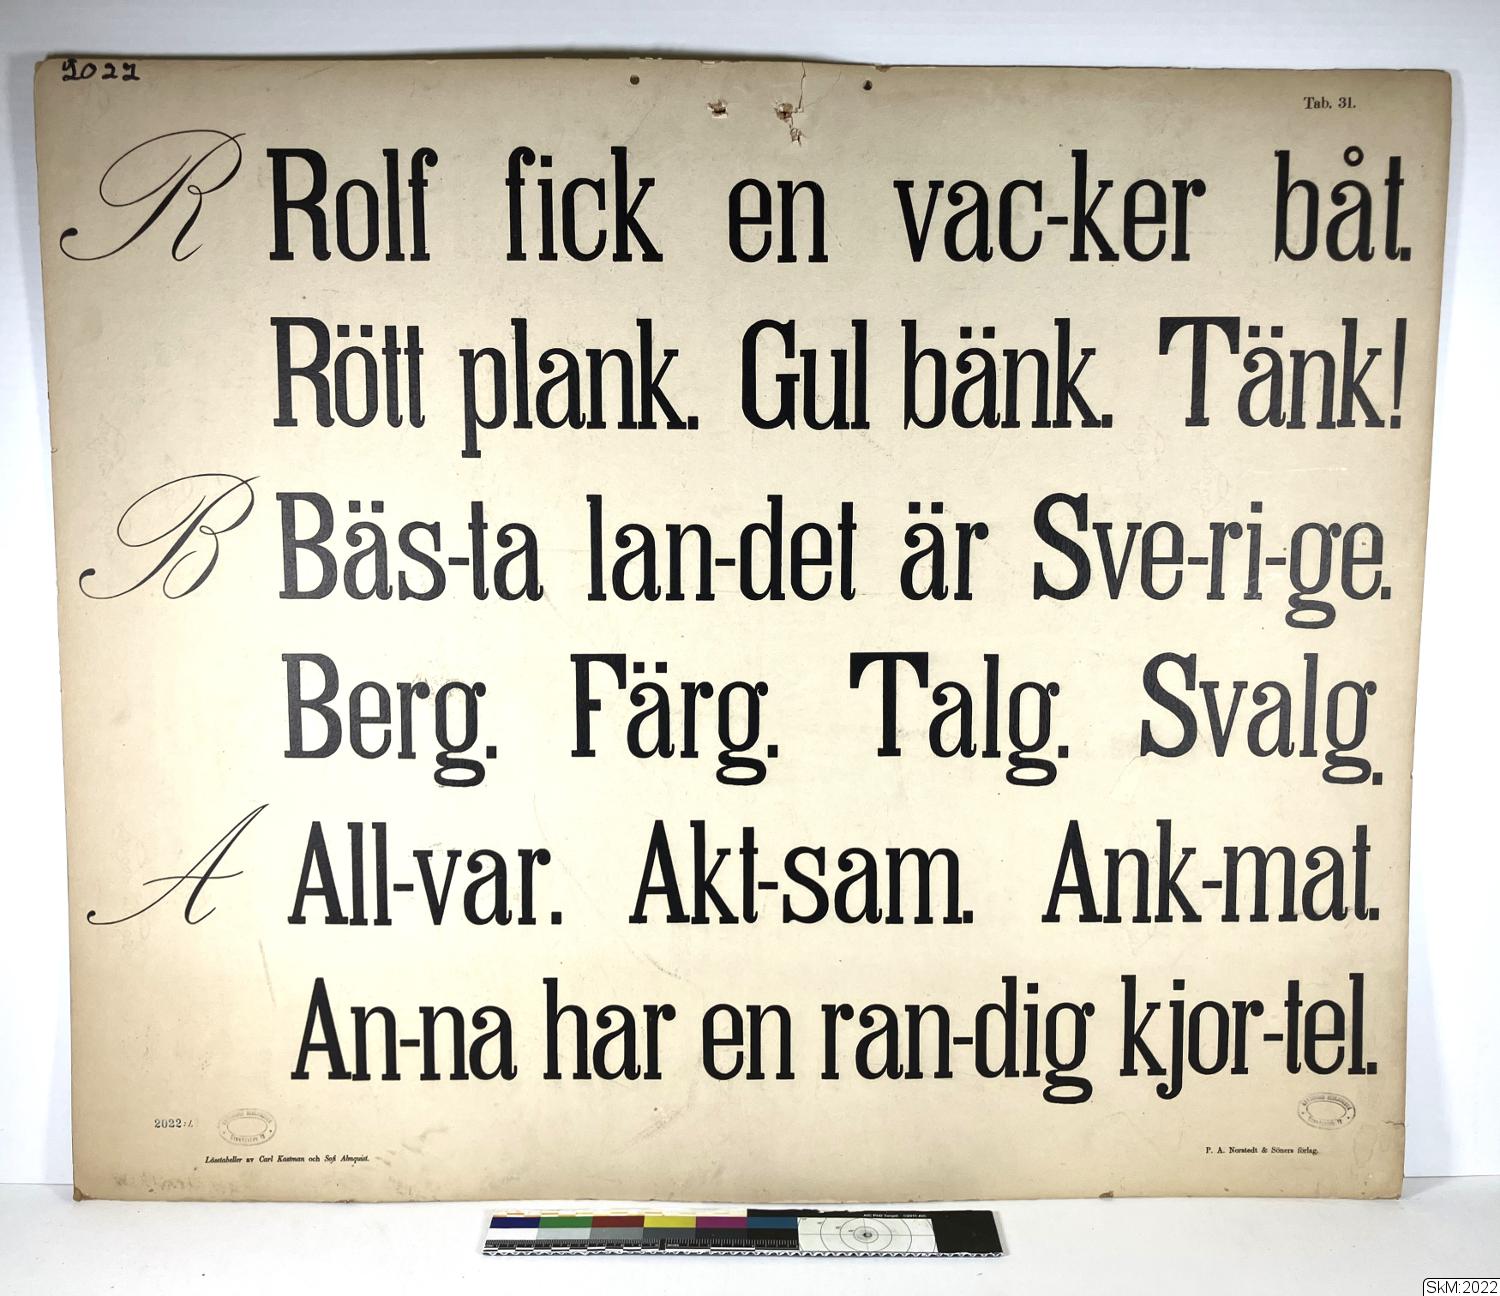 2022
Tab. 31.
R Rolf fick en vac-ker båt.
Rött plank. Gul bänk. Tänk!
B Bäs-ta lan-det är Sve-ri-ge.
Berg. Färg. Talg. Svalg.
A All-var. Akt-sam. Ank-mat.
An-na har en ran-dig kjor-tel.
2022:
Läsetabeller av Carl Kastman och Sofi Almquist.
P. A. Norstedt & Söners förlag.
SkM:2022